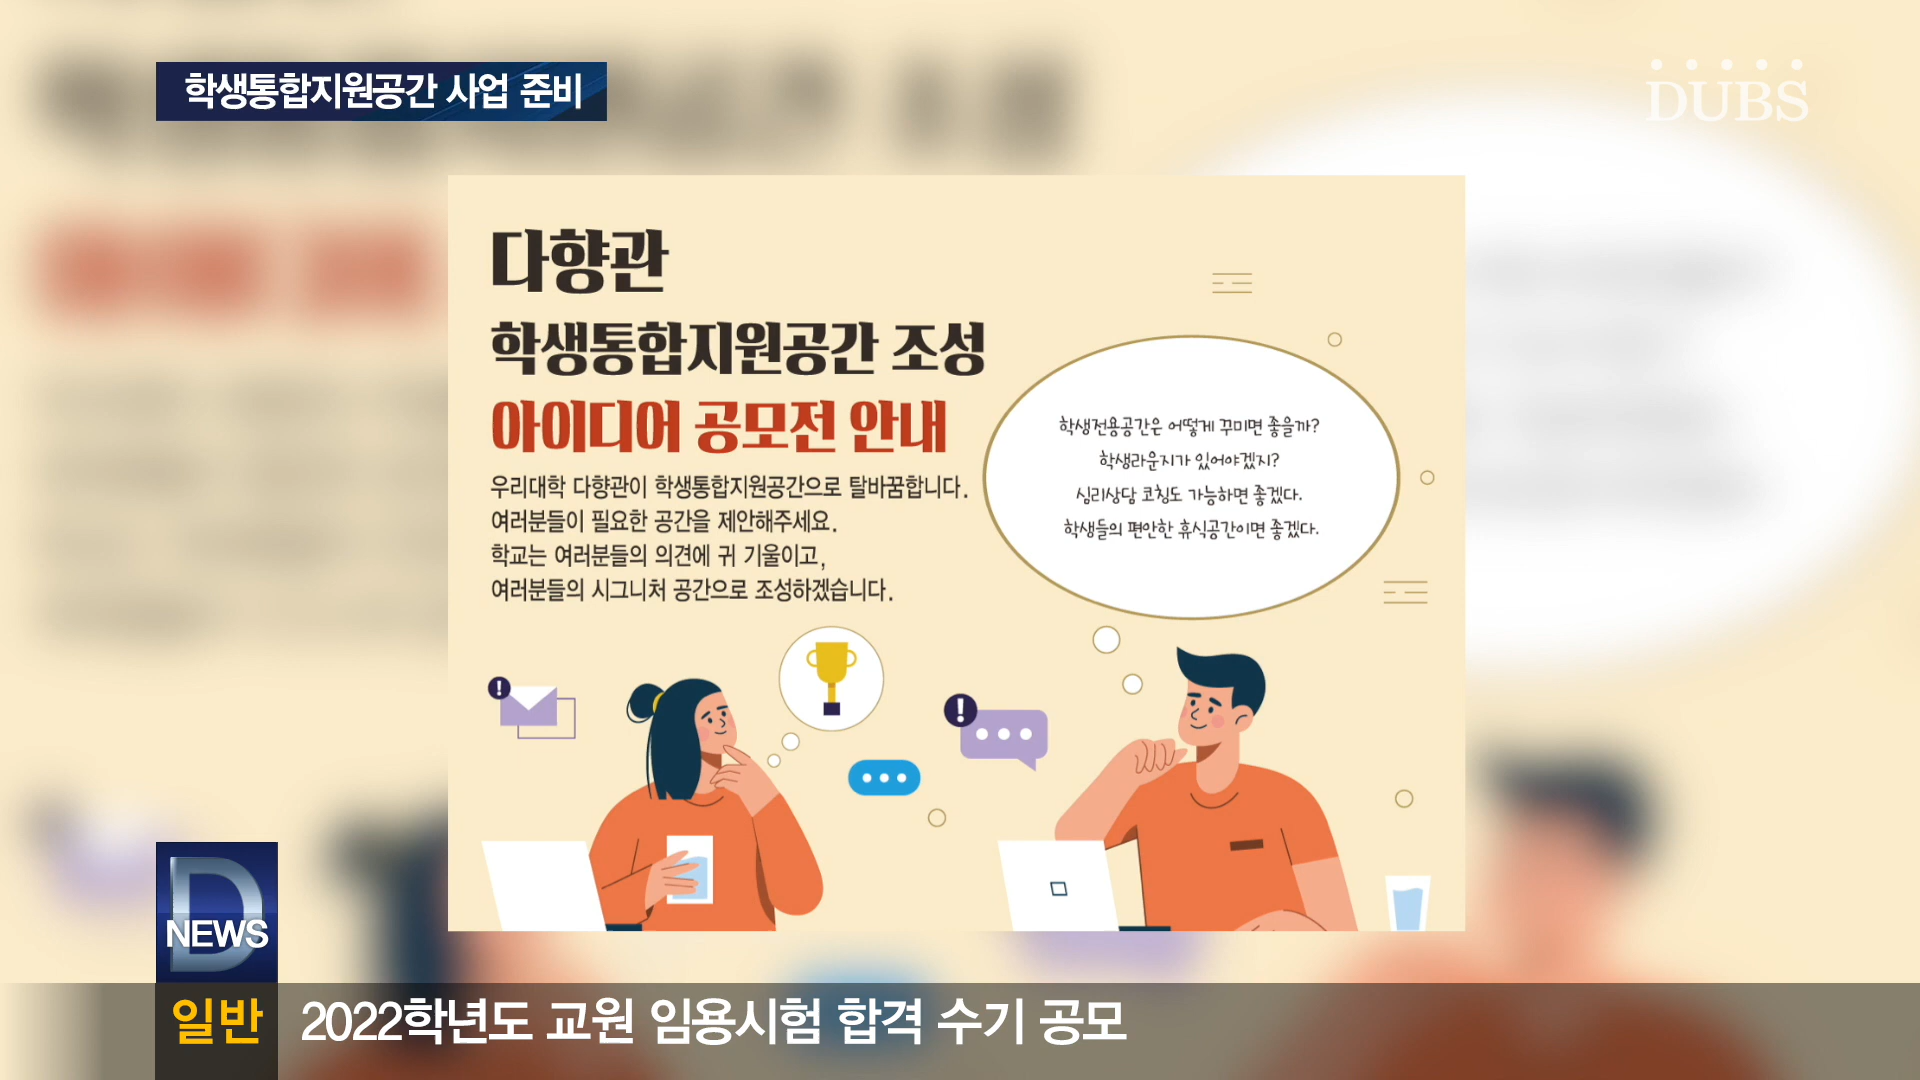 학생통합지원공간 사업 준비
DUBS
다향관
학생통합지원공간 조성
아이디어 공모전 안내
우리대학 다향관이 학생통합지원공간으로 탈바꿈합니다.
여러분들이 필요한 공간을 제안해주세요.
학교는 여러분들의 의견에 귀 기울이고,
여러분들의 시그니처 공간으로 조성하겠습니다.
학생전용공간은 어떻게 꾸미면 좋을까?
학생라운지가 있어야겠지?
심리상담 코칭도 가능하면 좋겠다.
학생들의 편안한 휴식공간이면 좋겠다.
D
NEWS
일반
2022학년도 교원 임용시험 합격 수기 공모